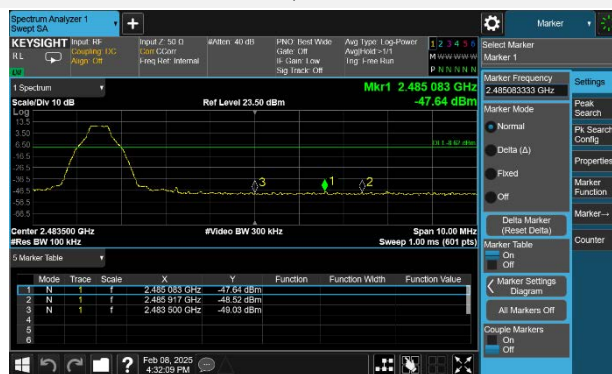 Spectrum Analyzer 1
Swept SA
Marker
KEYSIGHT
Input: RF
Coupling: DC
Align: Off
Input Z: 50 Ω
Corr CCorr
Freq Ref: Internal
#Atten: 40 dB
PNO: Best Wide
Gate: Off
IF Gain: Low
Sig Track: Off
Avg Type: Log-Power
Avg|Hold:>1/1
Trig: Free Run
1 2 3 4 5 6
M W W W W W
P N N N N N
R L
Select Marker
Marker 1
Marker Frequency
2.485083333 GHz
Settings
1 Spectrum
Mkr1 2.485 083 GHz
-47.64 dBm
Scale/Div 10 dB
Ref Level 23.50 dBm
Log
13.5
3.50
-6.50
-16.5
-26.5
-36.5
-46.5
-56.5
-66.5
3
1
2
Center 2.483500 GHz
#Video BW 300 kHz
Span 10.00 MHz
#Res BW 100 kHz
Sweep 1.00 ms (601 pts)
Marker Mode
Normal
Delta (Δ)
Fixed
Off
Delta Marker
(Reset Delta)
Marker Table
On
Off
Marker Settings
Diagram
All Markers Off
Couple Markers
On
Off
Peak
Search
Pk Search
Config
Properties
Marker
Function
Marker→
Counter
5 Marker Table
Mode Trace Scale X Y Function Function Width Function Value
1 N 1 f 2.485 083 GHz -47.64 dBm
2 N 1 f 2.485 917 GHz -48.52 dBm
3 N 1 f 2.483 500 GHz -49.03 dBm
4
5
6
Feb 08, 2025
4:32:09 PM